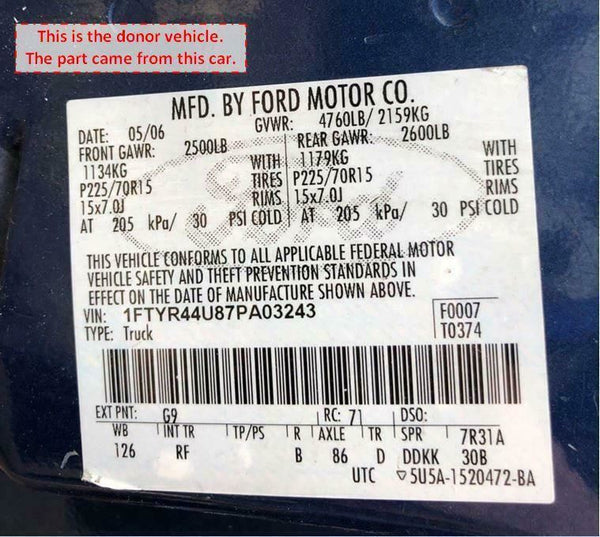 This is the donor vehicle.
The part came from this car.
MFD. BY FORD MOTOR CO.
DATE: 05/06 GVWR: 4760LB/ 2159KG
FRONT GAWR: 2500LB REAR GAWR: 2600LB
1134KG WITH 1179KG WITH
P225/70R15 TIRES P225/70R15 TIRES
15x7.0J RIMS 15x7.0J RIMS
AT 205 kPa/ 30 PSI COLD AT 205 kPa/ 30 PSI COLD
Ford
THIS VEHICLE CONFORMS TO ALL APPLICABLE FEDERAL MOTOR
VEHICLE SAFETY AND THEFT PREVENTION STANDARDS IN
EFFECT ON THE DATE OF MANUFACTURE SHOWN ABOVE.
VIN: 1FTYR44U87PA03243 F0007
TYPE: Truck T0374
EXT PNT: G9 RC: 71 DSO:
WB INT TR TP/PS R AXLE TR SPR 7R31A
126 RF B 86 D DDKK 30B
UTC ▽5U5A-1520472-BA